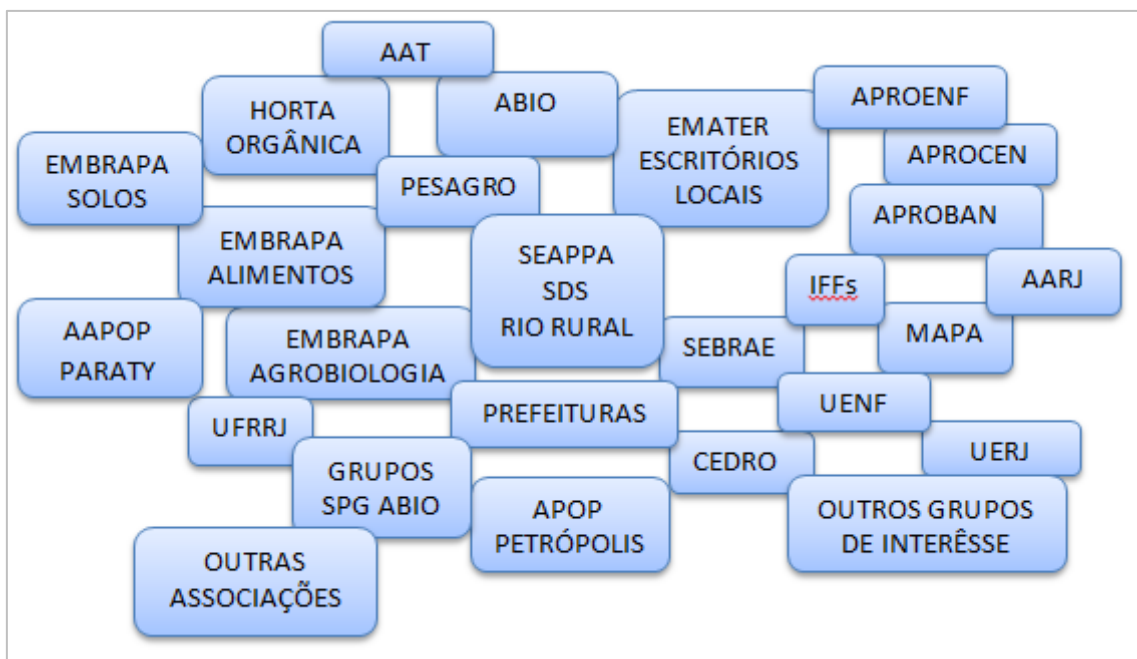 AAT
HORTA
ORGÂNICA
ABIO
EMATER
ESCRITÓRIOS
LOCAIS
APROENF
APROCEN
EMBRAPA
SOLOS
PESAGRO
APROBAN
EMBRAPA
ALIMENTOS
SEAPPA
SDS
RIO RURAL
IFFs
AARJ
AAPOP
PARATY
EMBRAPA
AGROBIOLOGIA
SEBRAE
MAPA
UFRRJ
PREFEITURAS
UENF
GRUPOS
SPG ABIO
CEDRO
UERJ
APOP
PETRÓPOLIS
OUTROS GRUPOS
DE INTERÊSSE
OUTRAS
ASSOCIAÇÕES